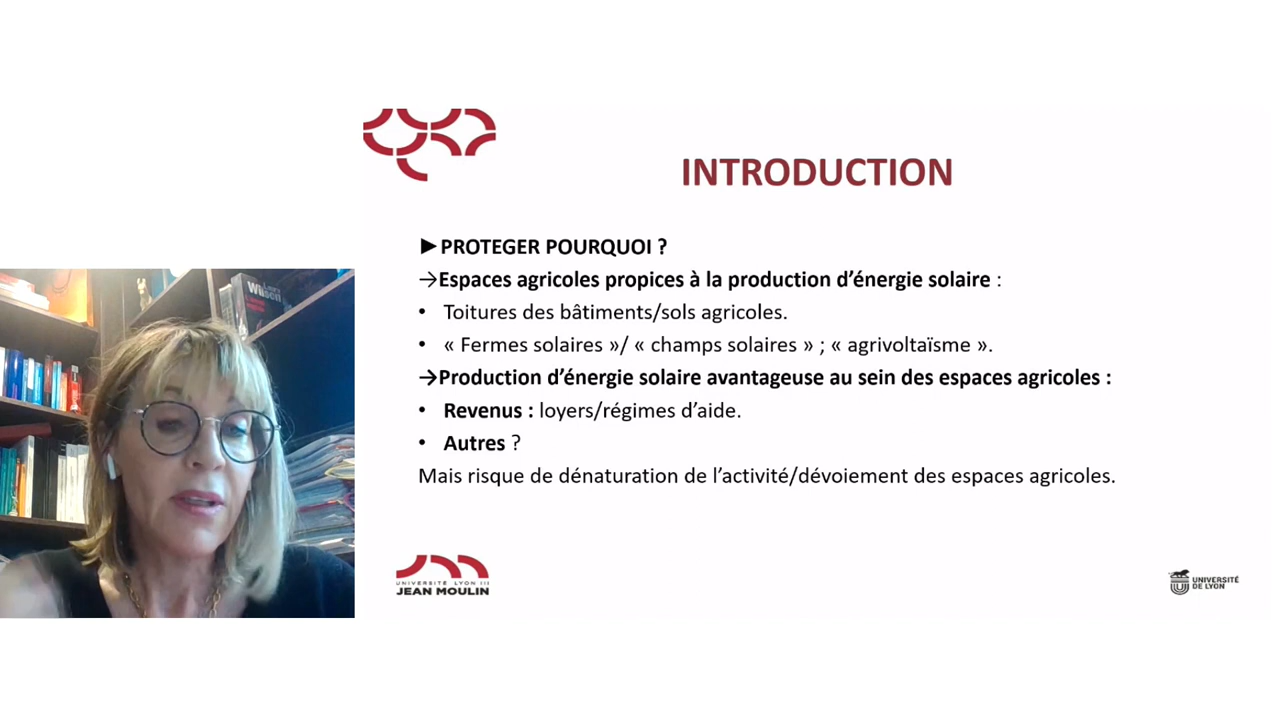 INTRODUCTION
►PROTEGER POURQUOI ?
→Espaces agricoles propices à la production d’énergie solaire :
• Toitures des bâtiments/sols agricoles.
• « Fermes solaires »/ « champs solaires » ; « agrivoltaïsme ».
→Production d’énergie solaire avantageuse au sein des espaces agricoles :
• Revenus : loyers/régimes d’aide.
• Autres ?
Mais risque de dénaturation de l’activité/dévoiement des espaces agricoles.
Wilson
UNIVERSITÉ LYON III
JEAN MOULIN
UNIVERSITÉ
DE LYON